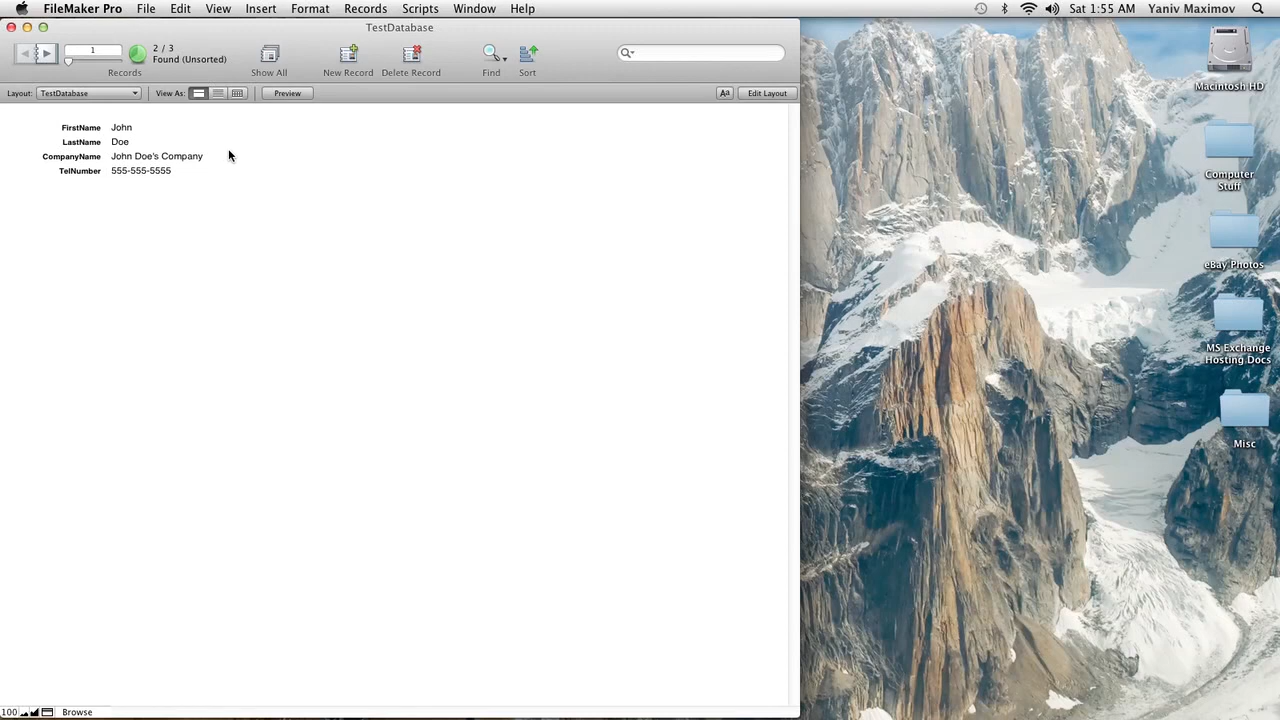 FileMaker Pro File Edit View Insert Format Records Scripts Window Help Sat 1:55 AM Yaniv Maximov
TestDatabase
1
2 / 3
Found (Unsorted)
Records Show All New Record Delete Record Find Sort
Layout: TestDatabase View As: Preview Aa Edit Layout
FirstName John
LastName Doe
CompanyName John Doe's Company
TelNumber 555-555-5555
100 Browse
Macintosh HD
Computer
Stuff
eBay Photos
MS Exchange
Hosting Docs
Misc